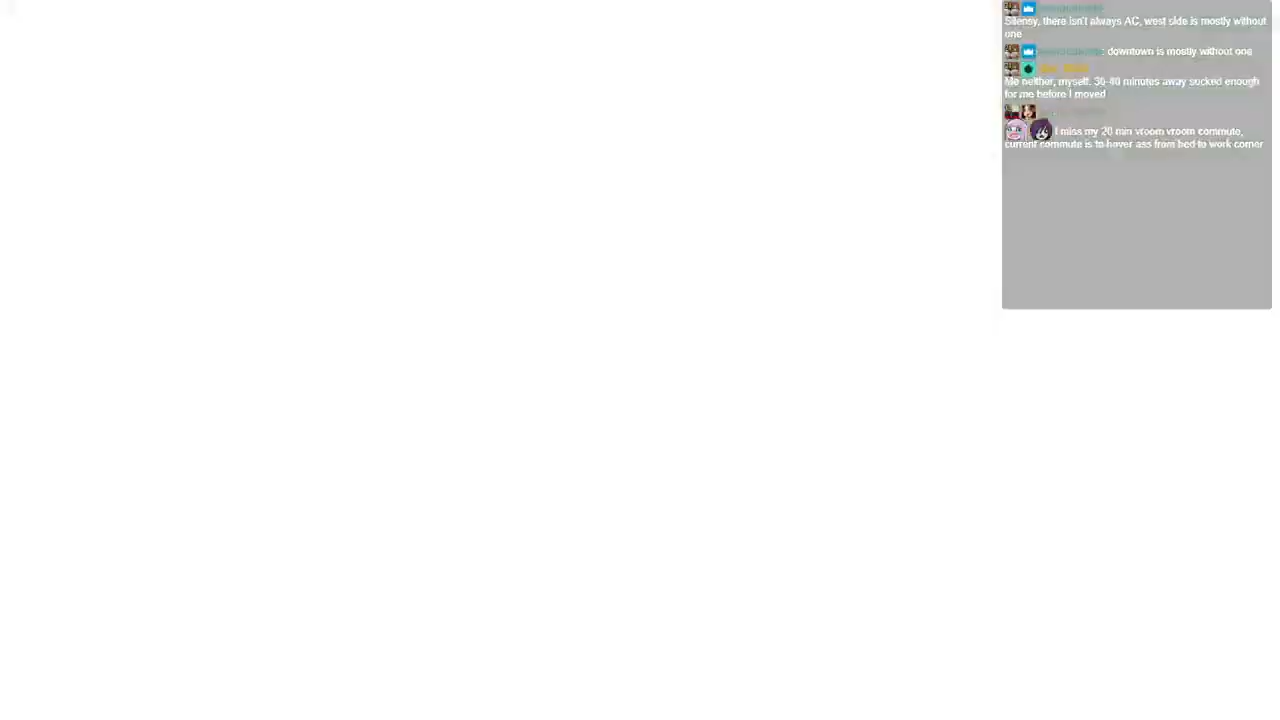 Silensy, there isn't always AC, west side is mostly without
one
: downtown is mostly without one
Me neither, myself. 30-40 minutes away sucked enough
for me before I moved
I miss my 20 min vroom vroom commute,
current commute is to hover ass from bed to work corner